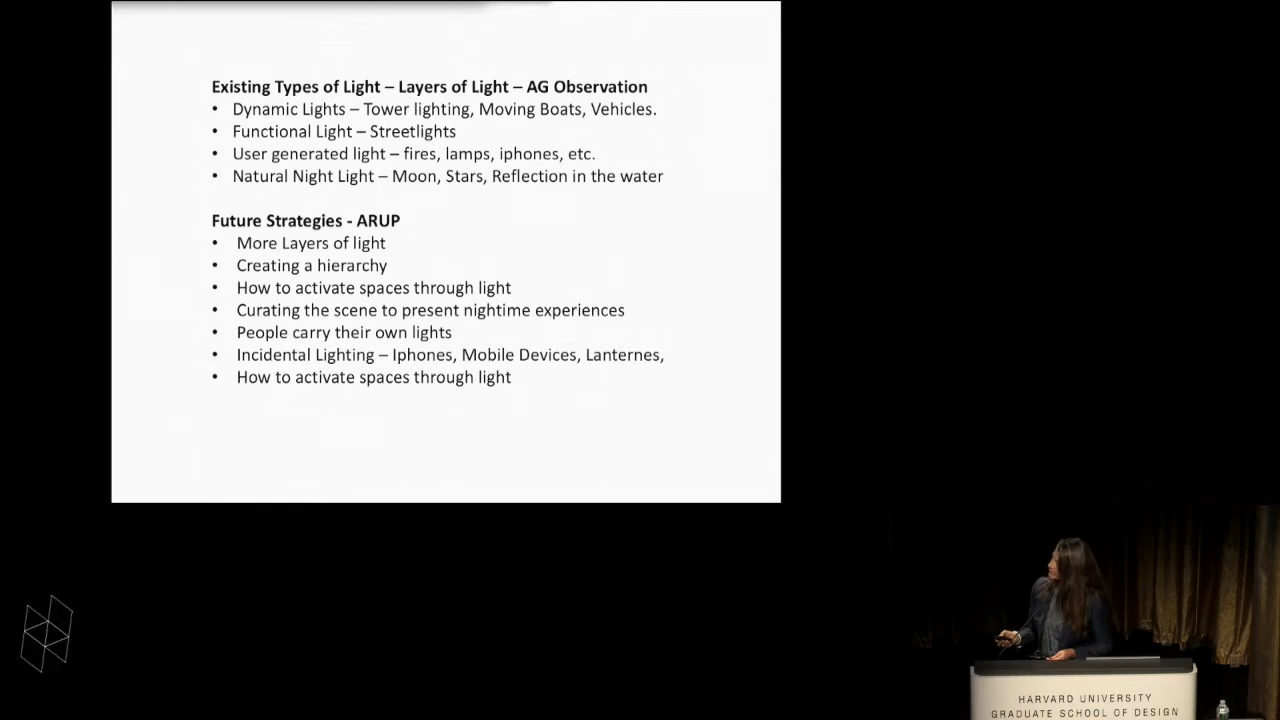 Existing Types of Light – Layers of Light – AG Observation
• Dynamic Lights – Tower lighting, Moving Boats, Vehicles.
• Functional Light – Streetlights
• User generated light – fires, lamps, iphones, etc.
• Natural Night Light – Moon, Stars, Reflection in the water
Future Strategies - ARUP
• More Layers of light
• Creating a hierarchy
• How to activate spaces through light
• Curating the scene to present nightime experiences
• People carry their own lights
• Incidental Lighting – Iphones, Mobile Devices, Lanternes,
• How to activate spaces through light
HARVARD UNIVERSITY
GRADUATE SCHOOL OF DESIGN